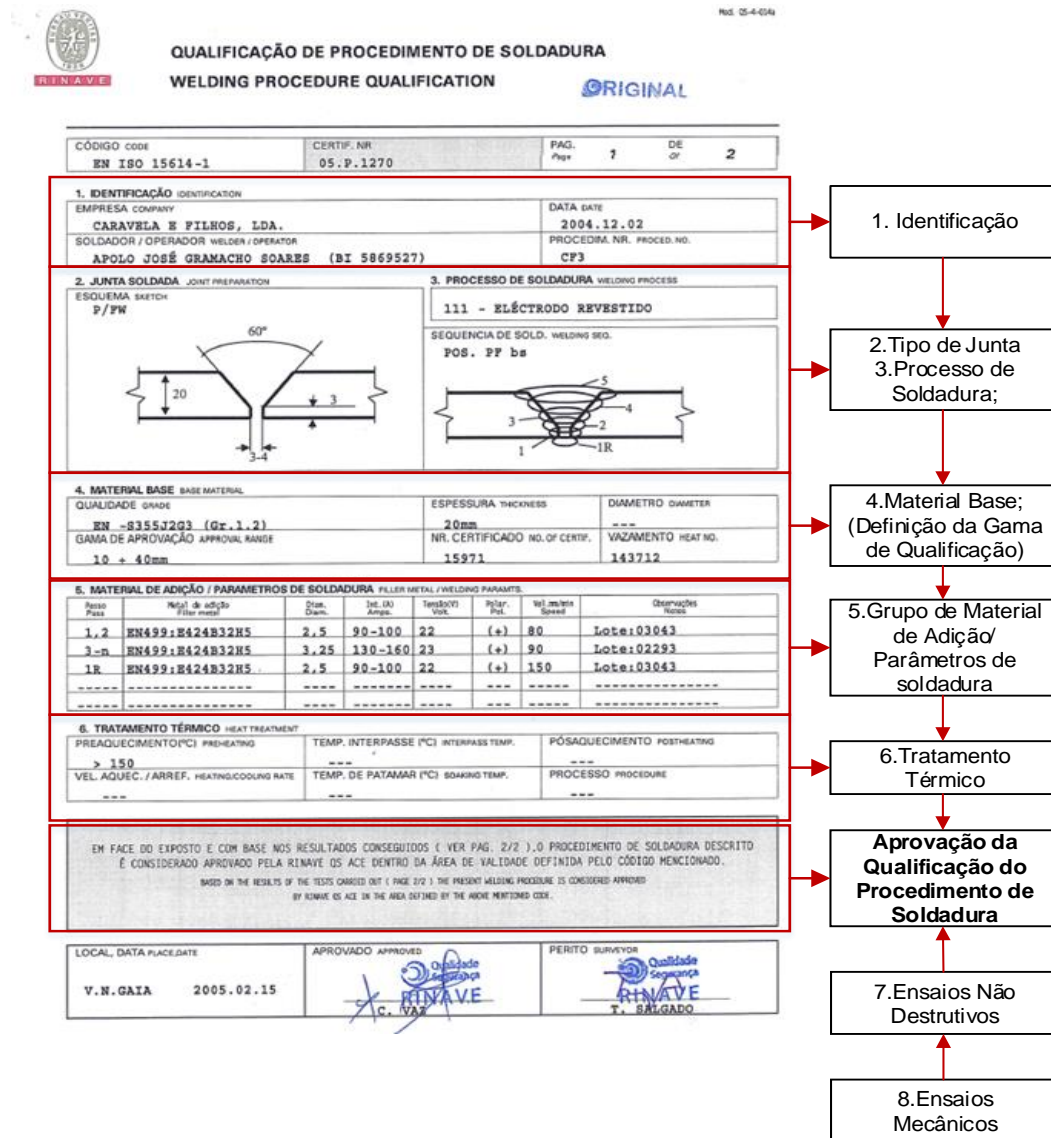 Mod. QS-4-014a
BUREAU VERITAS
1828
RINAVE
QUALIFICAÇÃO DE PROCEDIMENTO DE SOLDADURA
WELDING PROCEDURE QUALIFICATION
ORIGINAL
CÓDIGO CODE
CERTIF. NR
PAG. Page 1 DE Of 2
EN ISO 15614-1
05.P.1270
1. IDENTIFICAÇÃO IDENTIFICATION
EMPRESA COMPANY
DATA DATE
CARAVELA E FILHOS, LDA.
2004.12.02
SOLDADOR / OPERADOR WELDER / OPERATOR
PROCEDIM. NR. PROCED. NO.
APOLO JOSÉ GRAMACHO SOARES (BI 5869527)
CF3
1. Identificação
2. JUNTA SOLDADA JOINT PREPARATION
ESQUEMA SKETCH
P/FW
60º
20
3
3-4
3. PROCESSO DE SOLDADURA WELDING PROCESS
111 - ELÉCTRODO REVESTIDO
SEQUENCIA DE SOLD. WELDING SEQ.
POS. PF bs
5
4
3
2
1
1R
2.Tipo de Junta
3.Processo de
Soldadura;
4. MATERIAL BASE BASE MATERIAL
QUALIDADE GRADE
ESPESSURA THICKNESS
DIAMETRO DIAMETER
EN -S355J2G3 (Gr.1.2)
20mm
---
GAMA DE APROVAÇÃO APPROVAL RANGE
NR. CERTIFICADO NO. OF CERTIF.
VAZAMENTO HEAT NO.
10 + 40mm
15971
143712
4.Material Base;
(Definição da Gama
de Qualificação)
5. MATERIAL DE ADIÇÃO / PARAMETROS DE SOLDADURA FILLER METAL / WELDING PARAMTS.
Passo Pass
Metal de adição Filler metal
Diam. Diam.
Int.(A) Amps.
Tensão(V) Volt.
Polar. Pol.
Vel.mm/min Speed
Observações Notes
1,2 EN499:E424B32H5 2,5 90-100 22 (+) 80 Lote:03043
3-n EN499:E424B32H5 3,25 130-160 23 (+) 90 Lote:02293
1R EN499:E424B32H5 2,5 90-100 22 (+) 150 Lote:03043
----- --------------- ---- ------- ---- --- ----- ---------------
----- --------------- ---- ------- ---- --- ----- ---------------
5.Grupo de Material
de Adição/
Parâmetros de
soldadura
6. TRATAMENTO TÉRMICO HEAT TREATMENT
PREAQUECIMENTO(ºC) PREHEATING
TEMP. INTERPASSE (ºC) INTERPASS TEMP.
PÓSAQUECIMENTO POSTHEATING
> 150
---
---
VEL. AQUEC. / ARREF. HEATING/COOLING RATE
TEMP. DE PATAMAR (ºC) SOAKING TEMP.
PROCESSO PROCEDURE
---
---
---
6.Tratamento
Térmico
EM FACE DO EXPOSTO E COM BASE NOS RESULTADOS CONSEGUIDOS ( VER PAG. 2/2 ),O PROCEDIMENTO DE SOLDADURA DESCRITO
É CONSIDERADO APROVADO PELA RINAVE QS ACE DENTRO DA ÁREA DE VALIDADE DEFINIDA PELO CÓDIGO MENCIONADO.
BASED ON THE RESULTS OF THE TESTS CARRIED OUT ( PAGE 2/2 ) THE PRESENT WELDING PROCEDURE IS CONSIDERED APPROVED
BY RINAVE QS ACE IN THE AREA DEFINED BY THE ABOVE MENTIONED CODE.
Aprovação da
Qualificação do
Procedimento de
Soldadura
LOCAL, DATA PLACE,DATE
APROVADO APPROVED
PERITO SURVEYOR
V.N.GAIA 2005.02.15
Qualidade
Segurança
RINAVE
C. VAZ
Qualidade
Segurança
RINAVE
T. SALGADO
7.Ensaios Não
Destrutivos
8.Ensaios
Mecânicos